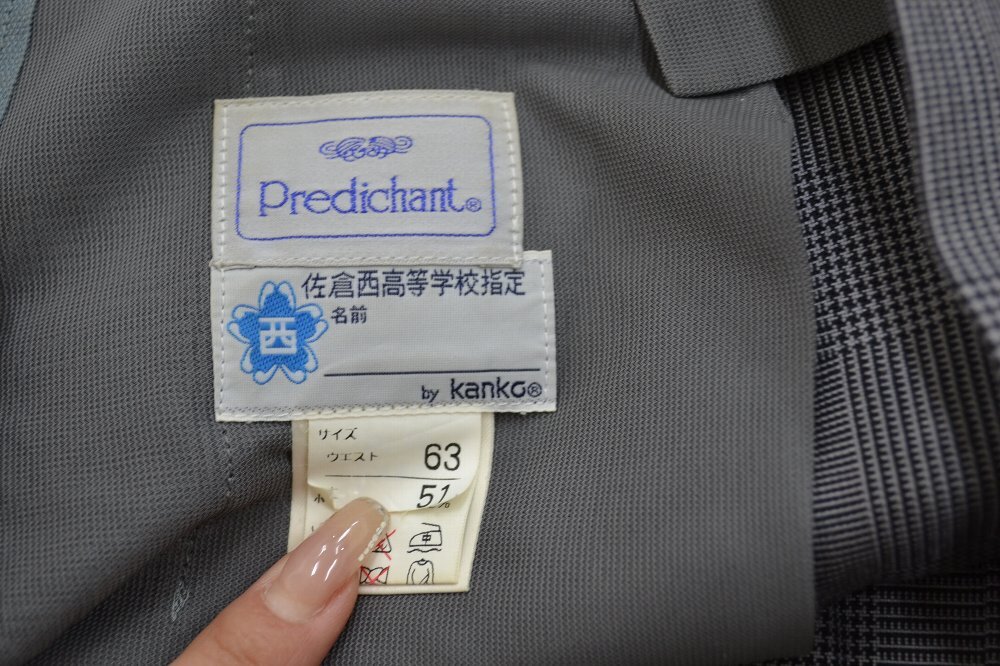 Predichant®
佐倉西高等学校指定
西
名前
by kanko®
サイズ
ウエスト 63
51%
中